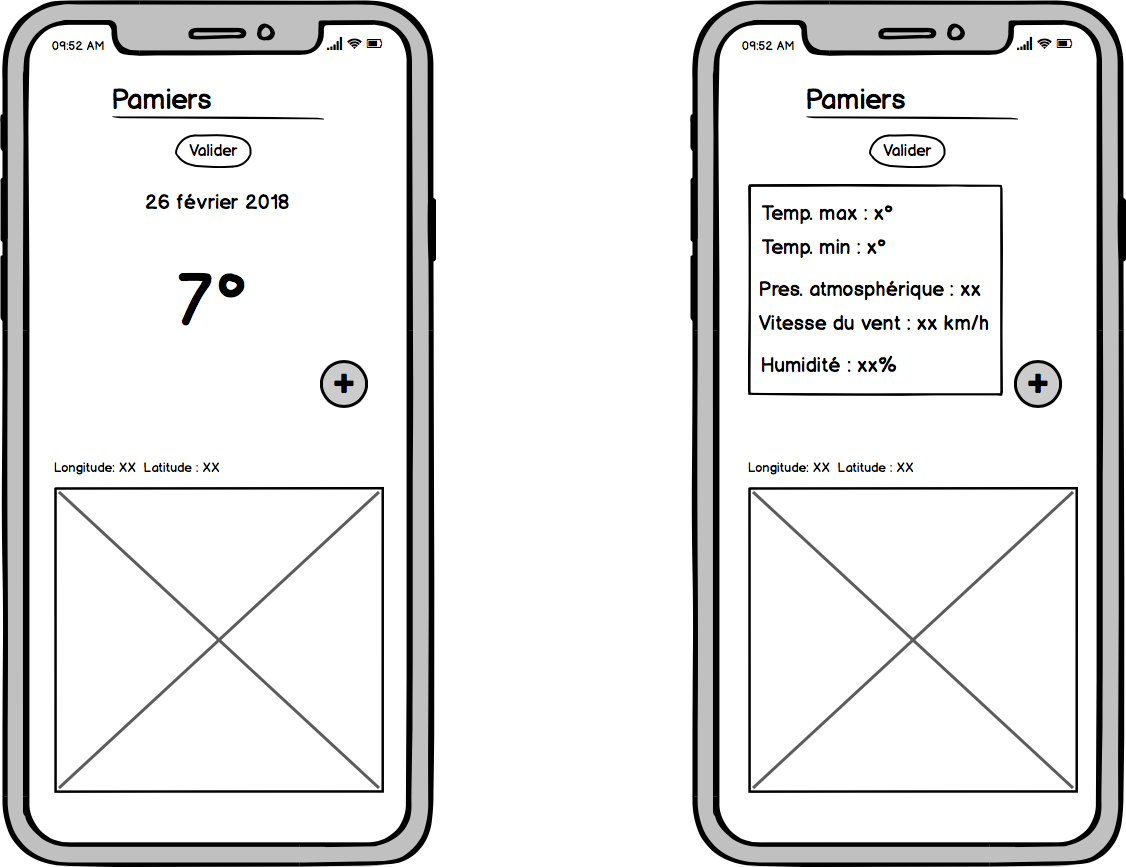 09:52 AM
Pamiers
Valider
26 février 2018
7°
Longitude: XX Latitude : XX
09:52 AM
Pamiers
Valider
Temp. max : x°
Temp. min : x°
Pres. atmosphérique : xx
Vitesse du vent : xx km/h
Humidité : xx%
Longitude: XX Latitude : XX